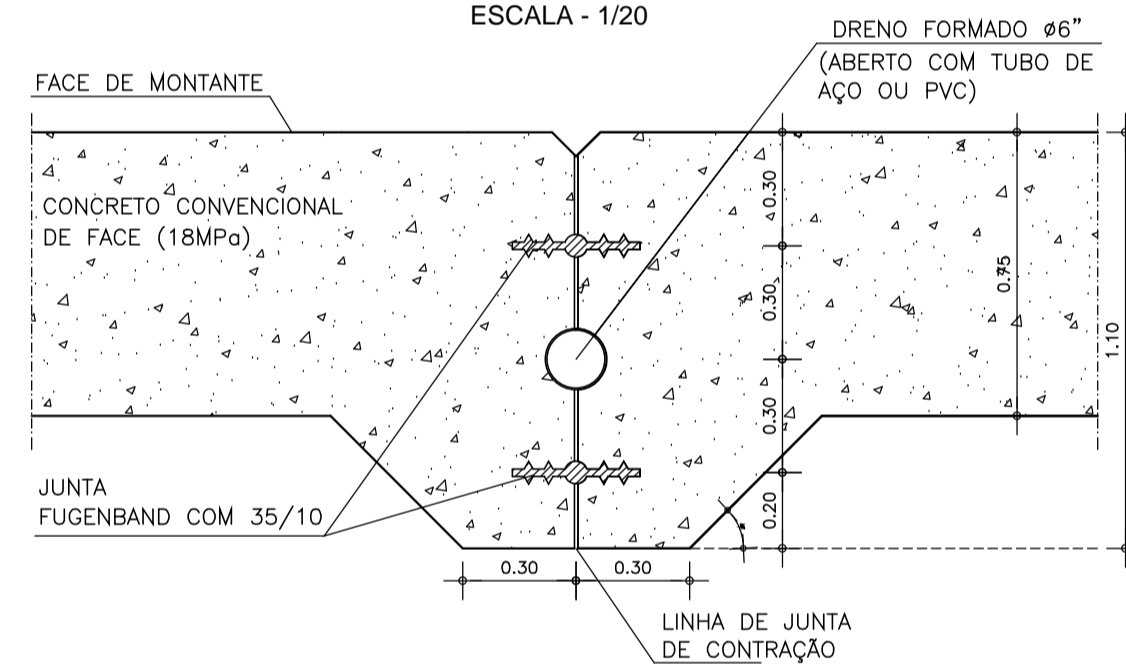 ESCALA - 1/20
DRENO FORMADO ø6”
(ABERTO COM TUBO DE
AÇO OU PVC)
FACE DE MONTANTE
CONCRETO CONVENCIONAL
DE FACE (18MPa)
0.30
0.30
0.30
0.20
1.10
JUNTA
FUGENBAND COM 35/10
0.30
0.30
LINHA DE JUNTA
DE CONTRAÇÃO